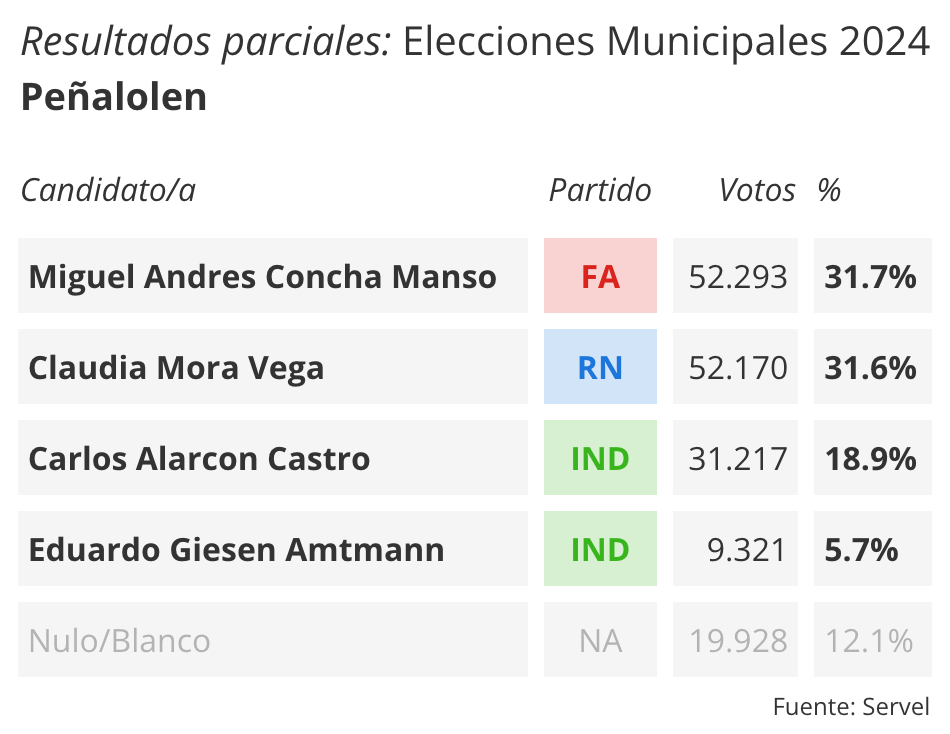 Resultados parciales: Elecciones Municipales 2024
Peñalolen
Candidato/a Partido Votos %
Miguel Andres Concha Manso FA 52.293 31.7%
Claudia Mora Vega RN 52.170 31.6%
Carlos Alarcon Castro IND 31.217 18.9%
Eduardo Giesen Amtmann IND 9.321 5.7%
Nulo/Blanco NA 19.928 12.1%
Fuente: Servel